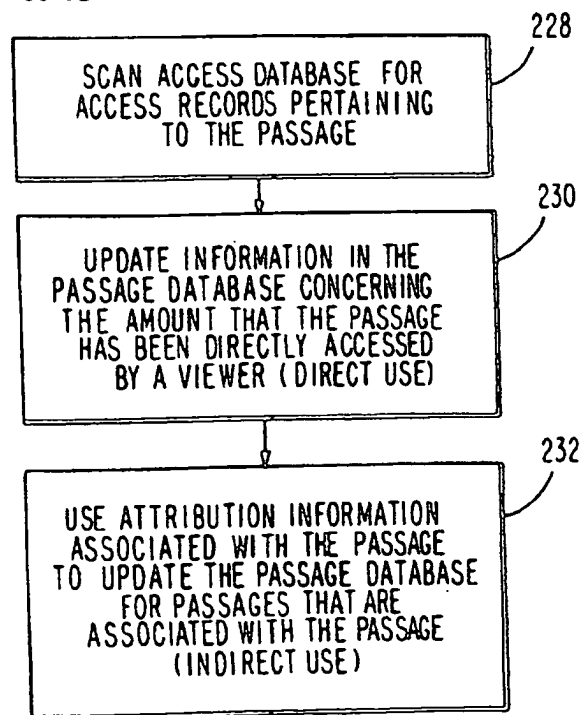 228
SCAN ACCESS DATABASE FOR
ACCESS RECORDS PERTAINING
TO THE PASSAGE
230
UPDATE INFORMATION IN THE
PASSAGE DATABASE CONCERNING
THE AMOUNT THAT THE PASSAGE
HAS BEEN DIRECTLY ACCESSED
BY A VIEWER (DIRECT USE)
232
USE ATTRIBUTION INFORMATION
ASSOCIATED WITH THE PASSAGE
TO UPDATE THE PASSAGE DATABASE
FOR PASSAGES THAT ARE
ASSOCIATED WITH THE PASSAGE
(INDIRECT USE)